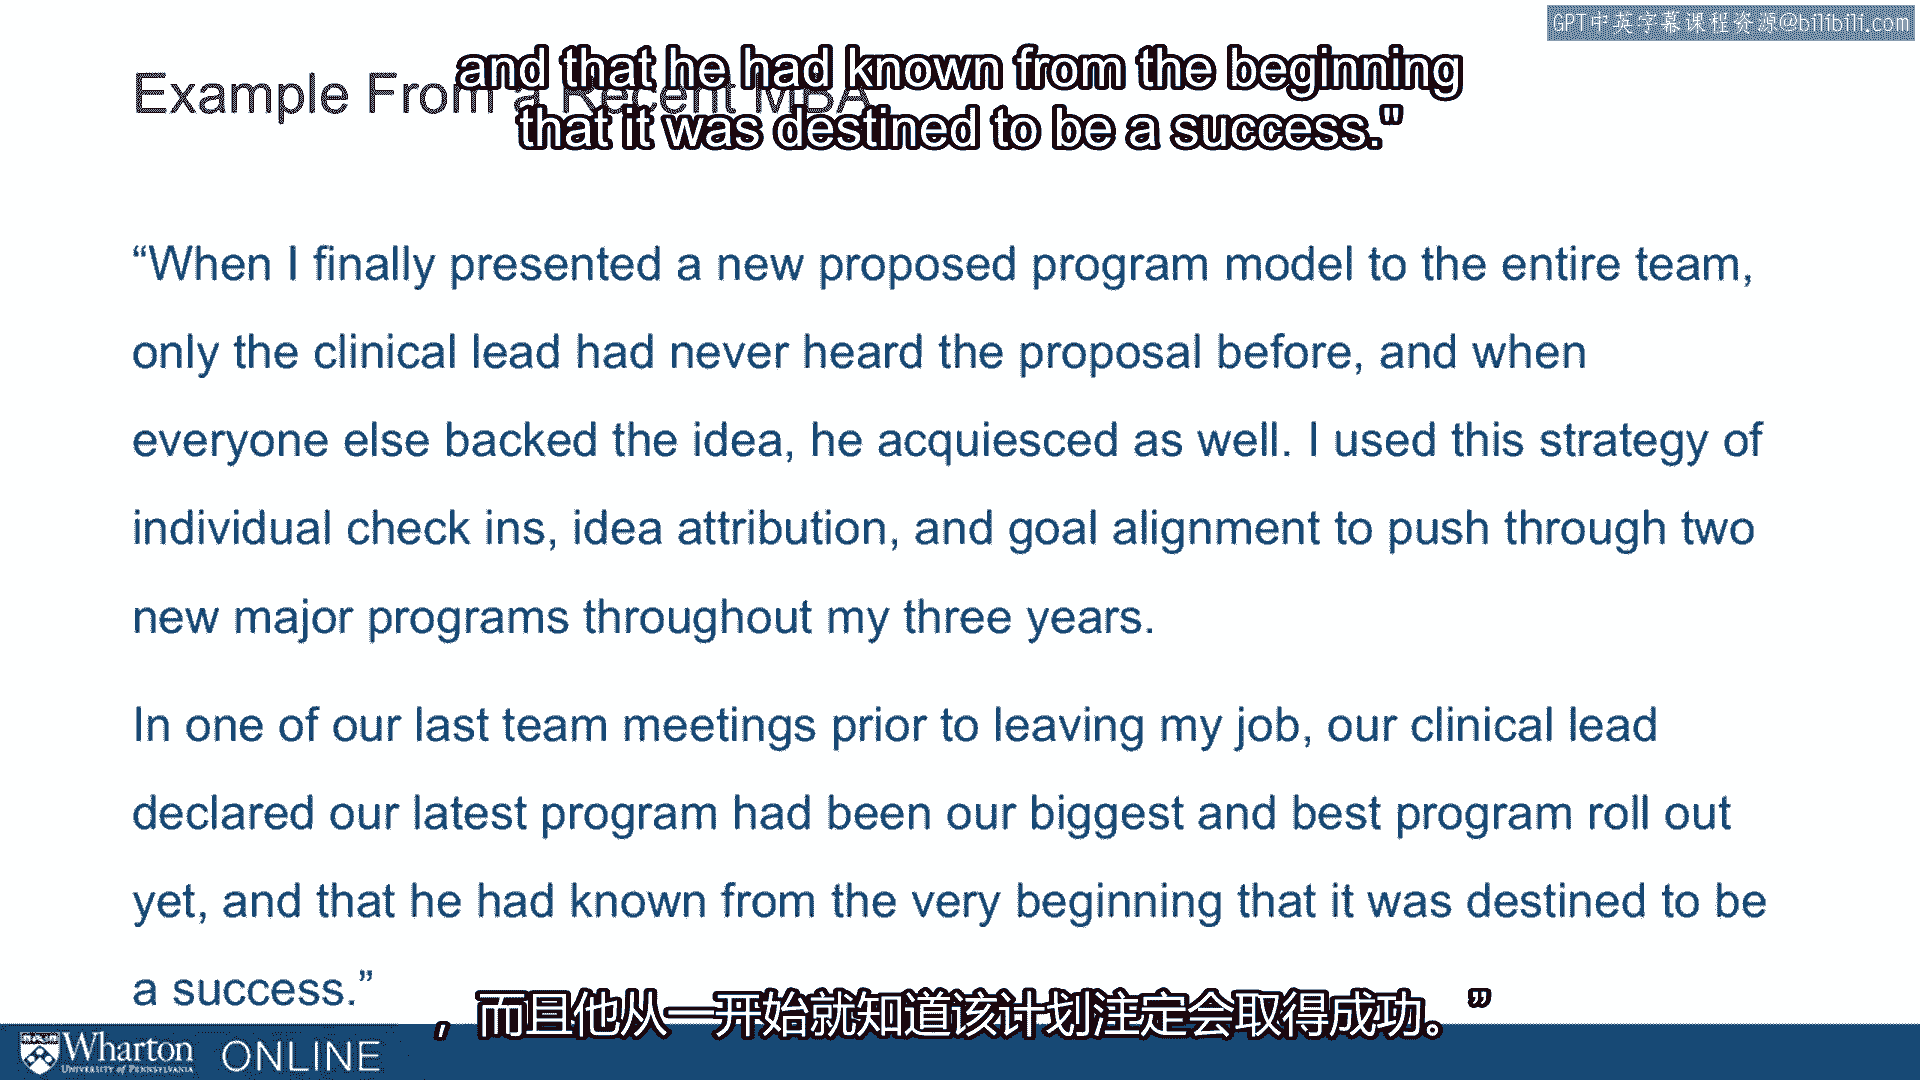 GPT中英字幕课程资源@bilibili.com
and that he had known from the beginning
that it was destined to be a success."
Example From a Recent MBA
“When I finally presented a new proposed program model to the entire team,
only the clinical lead had never heard the proposal before, and when
everyone else backed the idea, he acquiesced as well. I used this strategy of
individual check ins, idea attribution, and goal alignment to push through two
new major programs throughout my three years.
In one of our last team meetings prior to leaving my job, our clinical lead
declared our latest program had been our biggest and best program roll out
yet, and that he had known from the very beginning that it was destined to be
a success.”
，而且他从一开始就知道该计划注定会取得成功。”
Wharton ONLINE
UNIVERSITY of PENNSYLVANIA